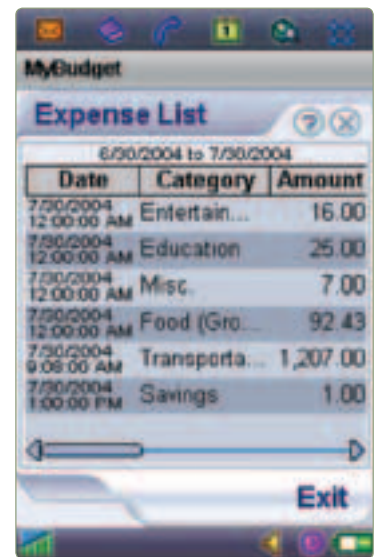 1
MyBudget
Expense List
?
6/30/2004 to 7/30/2004
Date Category Amount
7/30/2004 12:00:00 AM Entertain... 16.00
7/30/2004 12:00:00 AM Education 25.00
7/30/2004 12:00:00 AM Misc. 7.00
7/30/2004 12:00:00 AM Food (Gro... 92.43
7/30/2004 9:08:00 AM Transporta... 1,207.00
7/30/2004 1:00:00 PM Savings 1.00
Exit